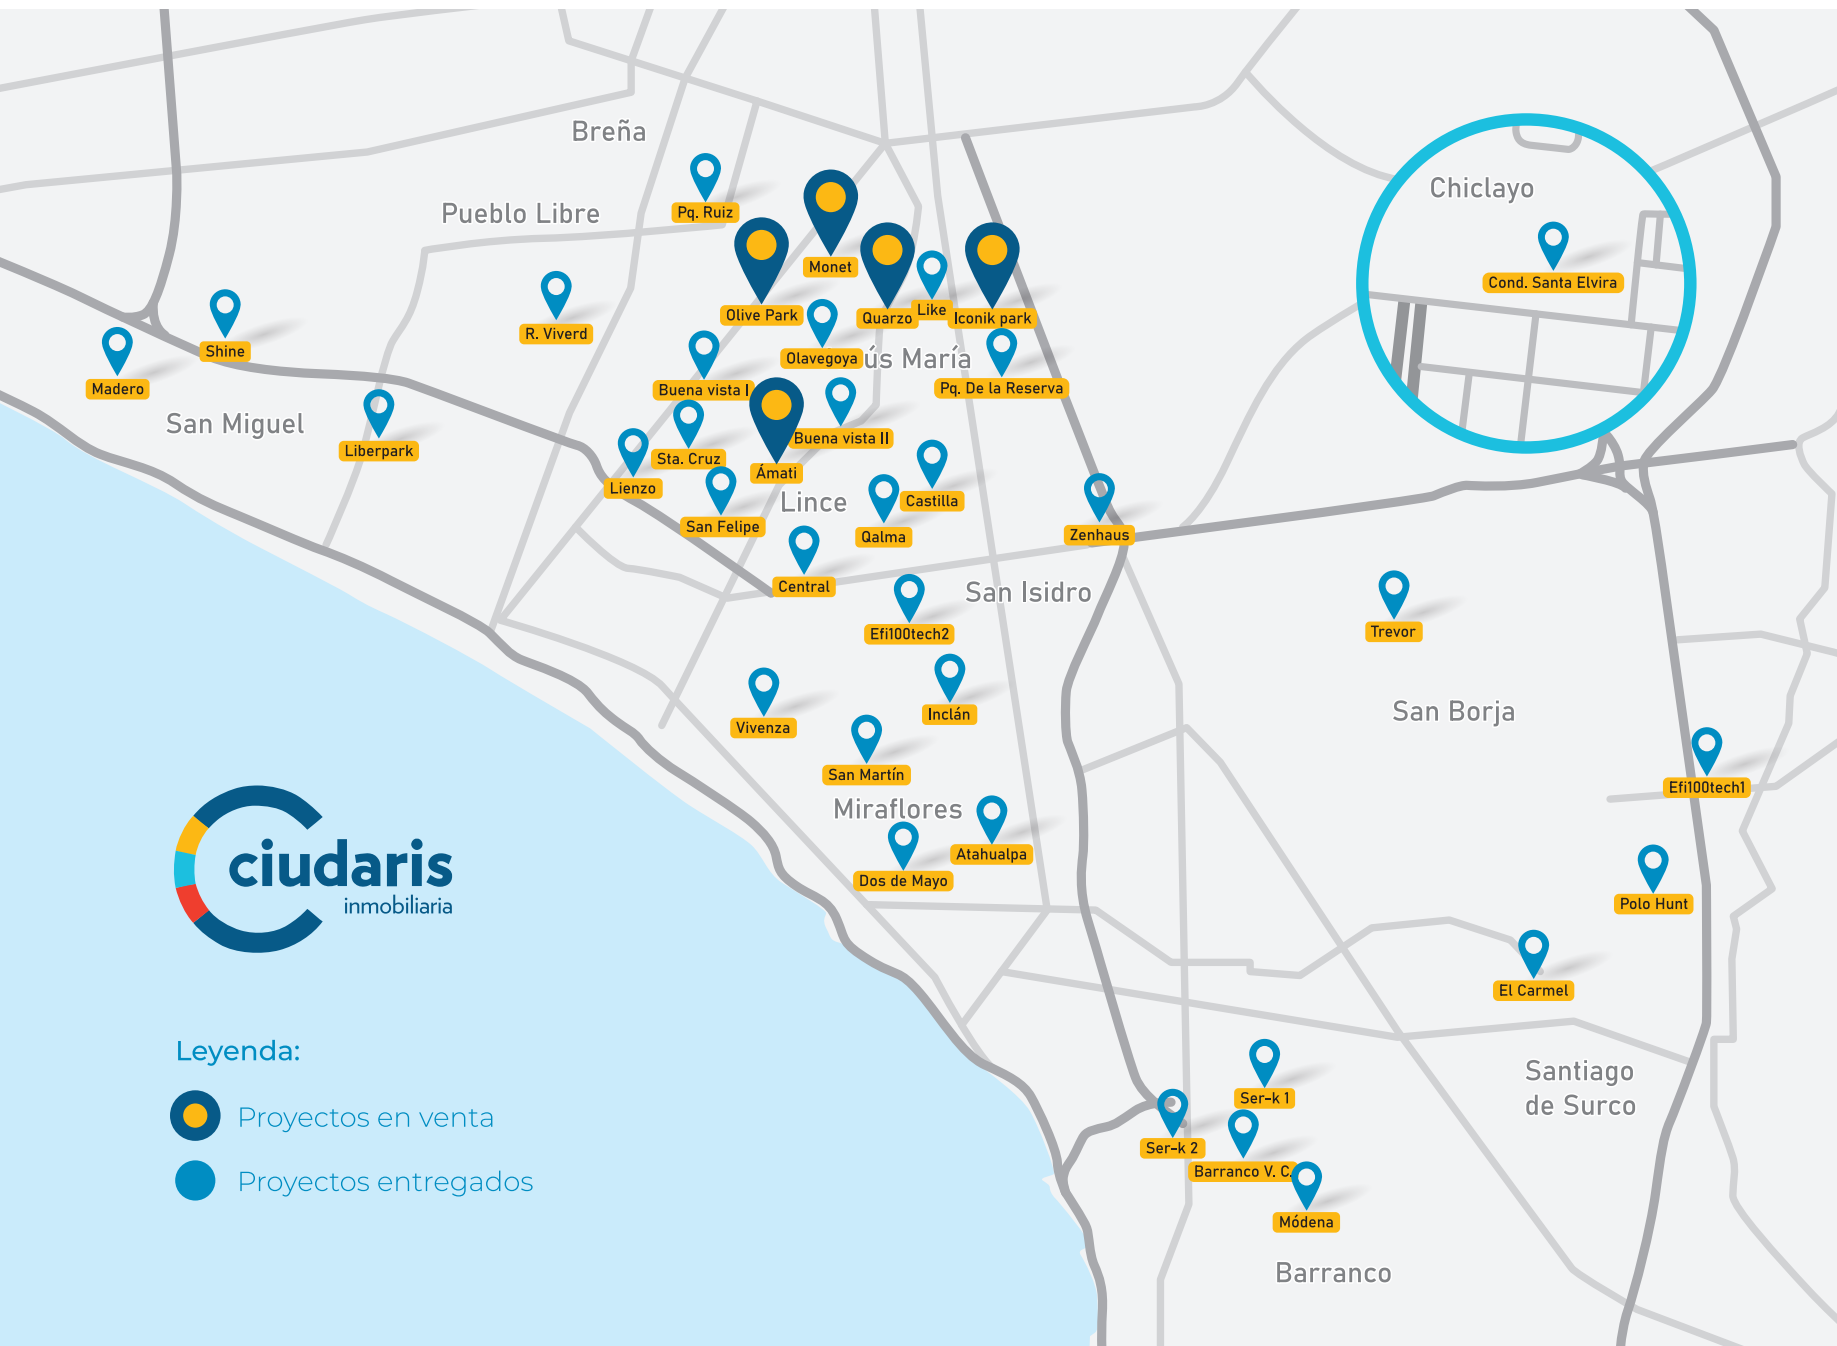 Breña
Chiclayo
Pueblo Libre
Pq. Ruiz
Monet
Cond. Santa Elvira
Olive Park
Quarzo
Like
Iconik park
R. Viverd
Shine
Madero
Olavegoya
ús María
Buena vista I
Pq. De la Reserva
San Miguel
Liberpark
Buena vista II
Sta. Cruz
Ámati
Lienzo
Lince
Castilla
San Felipe
Qalma
Zenhaus
Central
San Isidro
Efi100tech2
Trevor
Inclán
San Borja
Vivenza
San Martín
Efi100tech1
Miraflores
Atahualpa
Dos de Mayo
Polo Hunt
ciudaris
inmobiliaria
El Carmel
Leyenda:
Proyectos en venta
Proyectos entregados
Santiago
de Surco
Ser-k 1
Ser-k 2
Barranco V. C.
Módena
Barranco